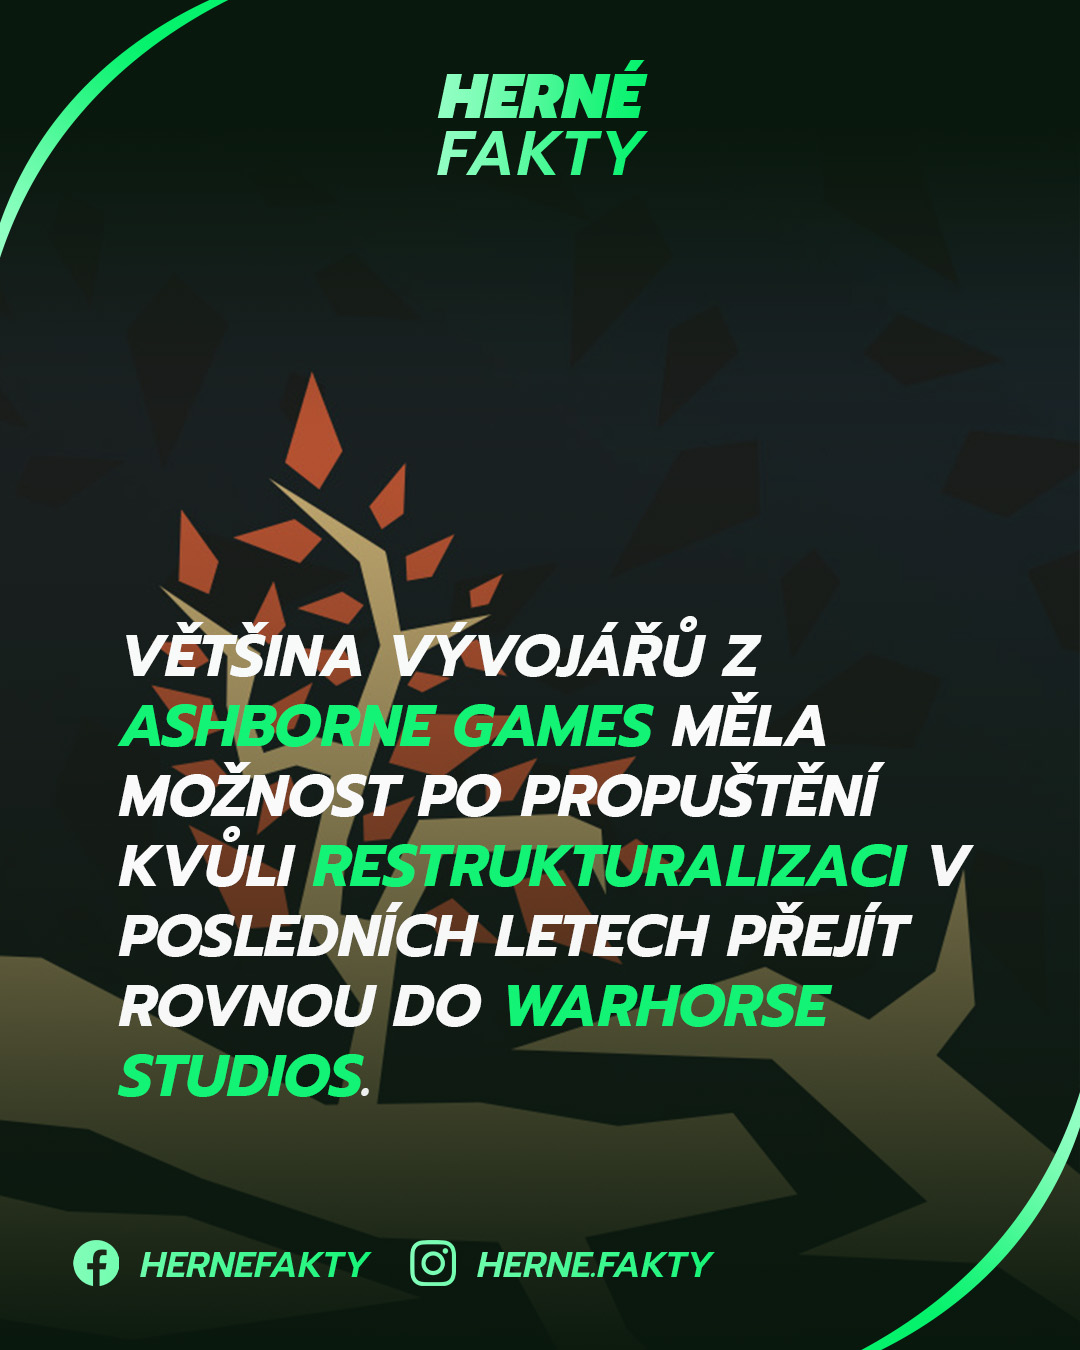 HERNÉ
FAKTY
VĚTŠINA VÝVOJÁŘŮ Z
ASHBORNE GAMES MĚLA
MOŽNOST PO PROPUŠTĚNÍ
KVŮLI RESTRUKTURALIZACI V
POSLEDNÍCH LETECH PŘEJÍT
ROVNOU DO WARHORSE
STUDIOS.
HERNEFAKTY HERNE.FAKTY